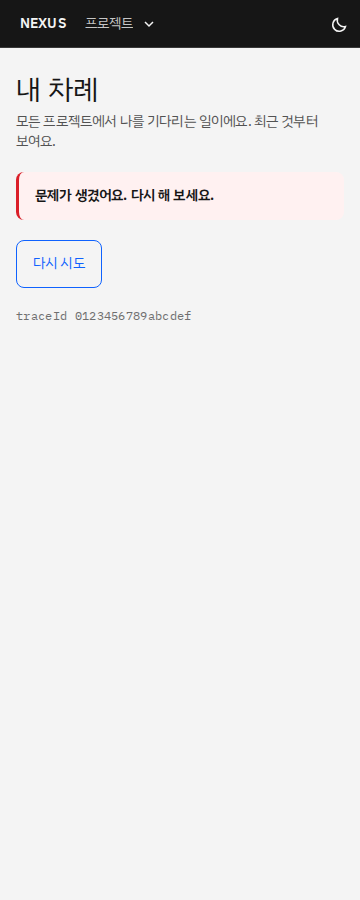 NEXUS 프로젝트
내 차례
모든 프로젝트에서 나를 기다리는 일이에요. 최근 것부터
보여요.
문제가 생겼어요. 다시 해 보세요.
다시 시도
traceId 0123456789abcdef